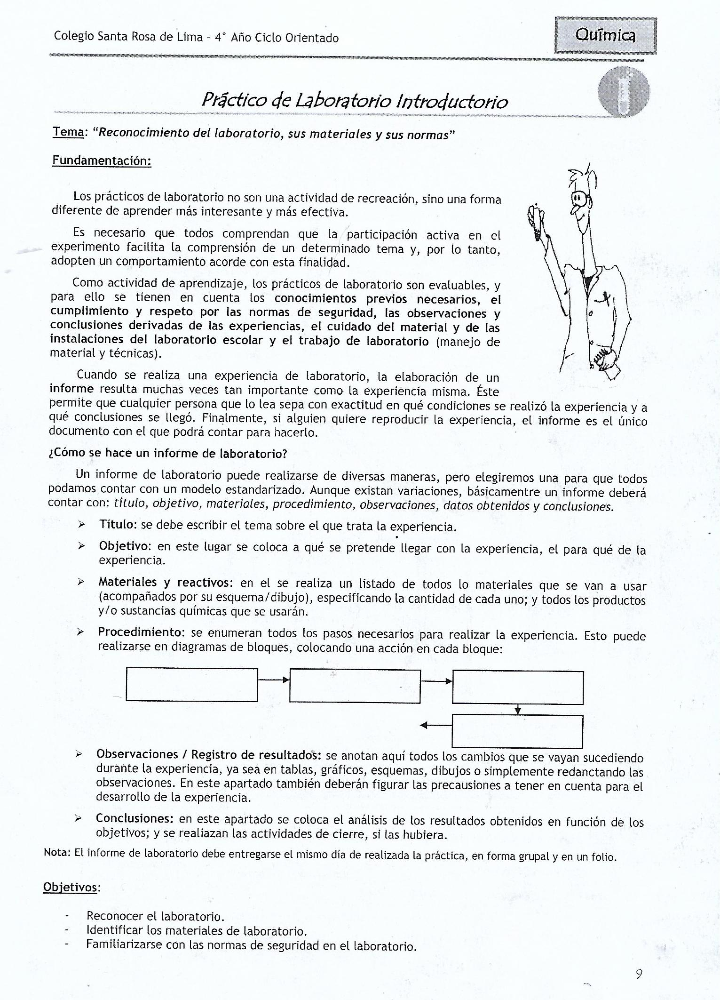 Colegio Santa Rosa de Lima - 4° Año Ciclo Orientado
Química
Práctico de Laboratorio Introductorio
Tema: “Reconocimiento del laboratorio, sus materiales y sus normas”
Fundamentación:
Los prácticos de laboratorio no son una actividad de recreación, sino una forma
diferente de aprender más interesante y más efectiva.
Es necesario que todos comprendan que la participación activa en el
experimento facilita la comprensión de un determinado tema y, por lo tanto,
adopten un comportamiento acorde con esta finalidad.
Como actividad de aprendizaje, los prácticos de laboratorio son evaluables, y
para ello se tienen en cuenta los conocimientos previos necesarios, el
cumplimiento y respeto por las normas de seguridad, las observaciones y
conclusiones derivadas de las experiencias, el cuidado del material y de las
instalaciones del laboratorio escolar y el trabajo de laboratorio (manejo de
material y técnicas).
Cuando se realiza una experiencia de laboratorio, la elaboración de un
informe resulta muchas veces tan importante como la experiencia misma. Éste
permite que cualquier persona que lo lea sepa con exactitud en qué condiciones se realizó la experiencia y a
qué conclusiones se llegó. Finalmente, si alguien quiere reproducir la experiencia, el informe es el único
documento con el que podrá contar para hacerlo.
¿Cómo se hace un informe de laboratorio?
Un informe de laboratorio puede realizarse de diversas maneras, pero elegiremos una para que todos
podamos contar con un modelo estandarizado. Aunque existan variaciones, básicamentre un informe deberá
contar con: título, objetivo, materiales, procedimiento, observaciones, datos obtenidos y conclusiones.
➢ Título: se debe escribir el tema sobre el que trata la experiencia.
➢ Objetivo: en este lugar se coloca a qué se pretende llegar con la experiencia, el para qué de la
experiencia.
➢ Materiales y reactivos: en el se realiza un listado de todos lo materiales que se van a usar
(acompañados por su esquema/dibujo), especificando la cantidad de cada uno; y todos los productos
y/o sustancias químicas que se usarán.
➢ Procedimiento: se enumeran todos los pasos necesarios para realizar la experiencia. Esto puede
realizarse en diagramas de bloques, colocando una acción en cada bloque:
➢ Observaciones / Registro de resultados: se anotan aquí todos los cambios que se vayan sucediendo
durante la experiencia, ya sea en tablas, gráficos, esquemas, dibujos o simplemente redanctando las
observaciones. En este apartado también deberán figurar las precausiones a tener en cuenta para el
desarrollo de la experiencia.
➢ Conclusiones: en este apartado se coloca el análisis de los resultados obtenidos en función de los
objetivos; y se realiazan las actividades de cierre, si las hubiera.
Nota: El informe de laboratorio debe entregarse el mismo día de realizada la práctica, en forma grupal y en un folio.
Objetivos:
- Reconocer el laboratorio.
- Identificar los materiales de laboratorio.
- Familiarizarse con las normas de seguridad en el laboratorio.
9